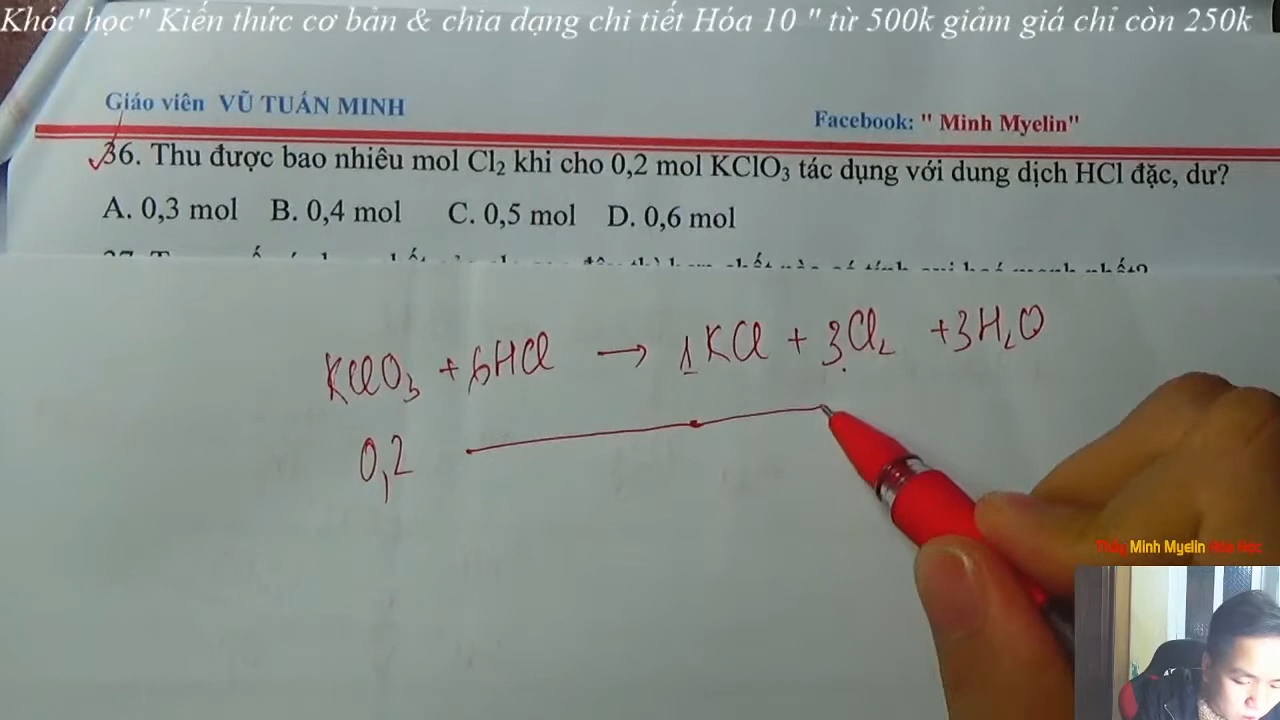 Khóa học" Kiến thức cơ bản & chia dạng chi tiết Hóa 10 " từ 500k giảm giá chỉ còn 250k
Giáo viên VŨ TUẤN MINH
Facebook: " Minh Myelin"
36. Thu được bao nhiêu mol Cl₂ khi cho 0,2 mol KClO₃ tác dụng với dung dịch HCl đặc, dư?
A. 0,3 mol B. 0,4 mol C. 0,5 mol D. 0,6 mol
KClO₃ + 6HCl → 1KCl + 3Cl₂ + 3H₂O
0,2
Thầy Minh Myelin Hóa Học